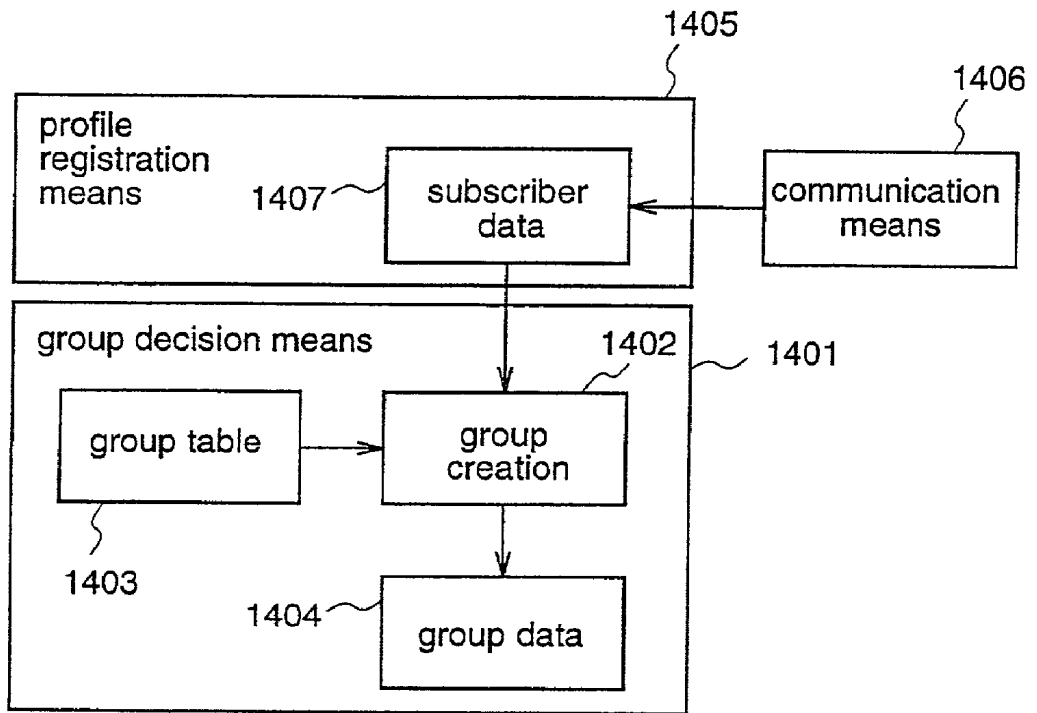 1405
1406
profile
registration
means
1407
subscriber
data
communication
means
group decision means
1402
1401
group table
group
creation
1403
1404
group data